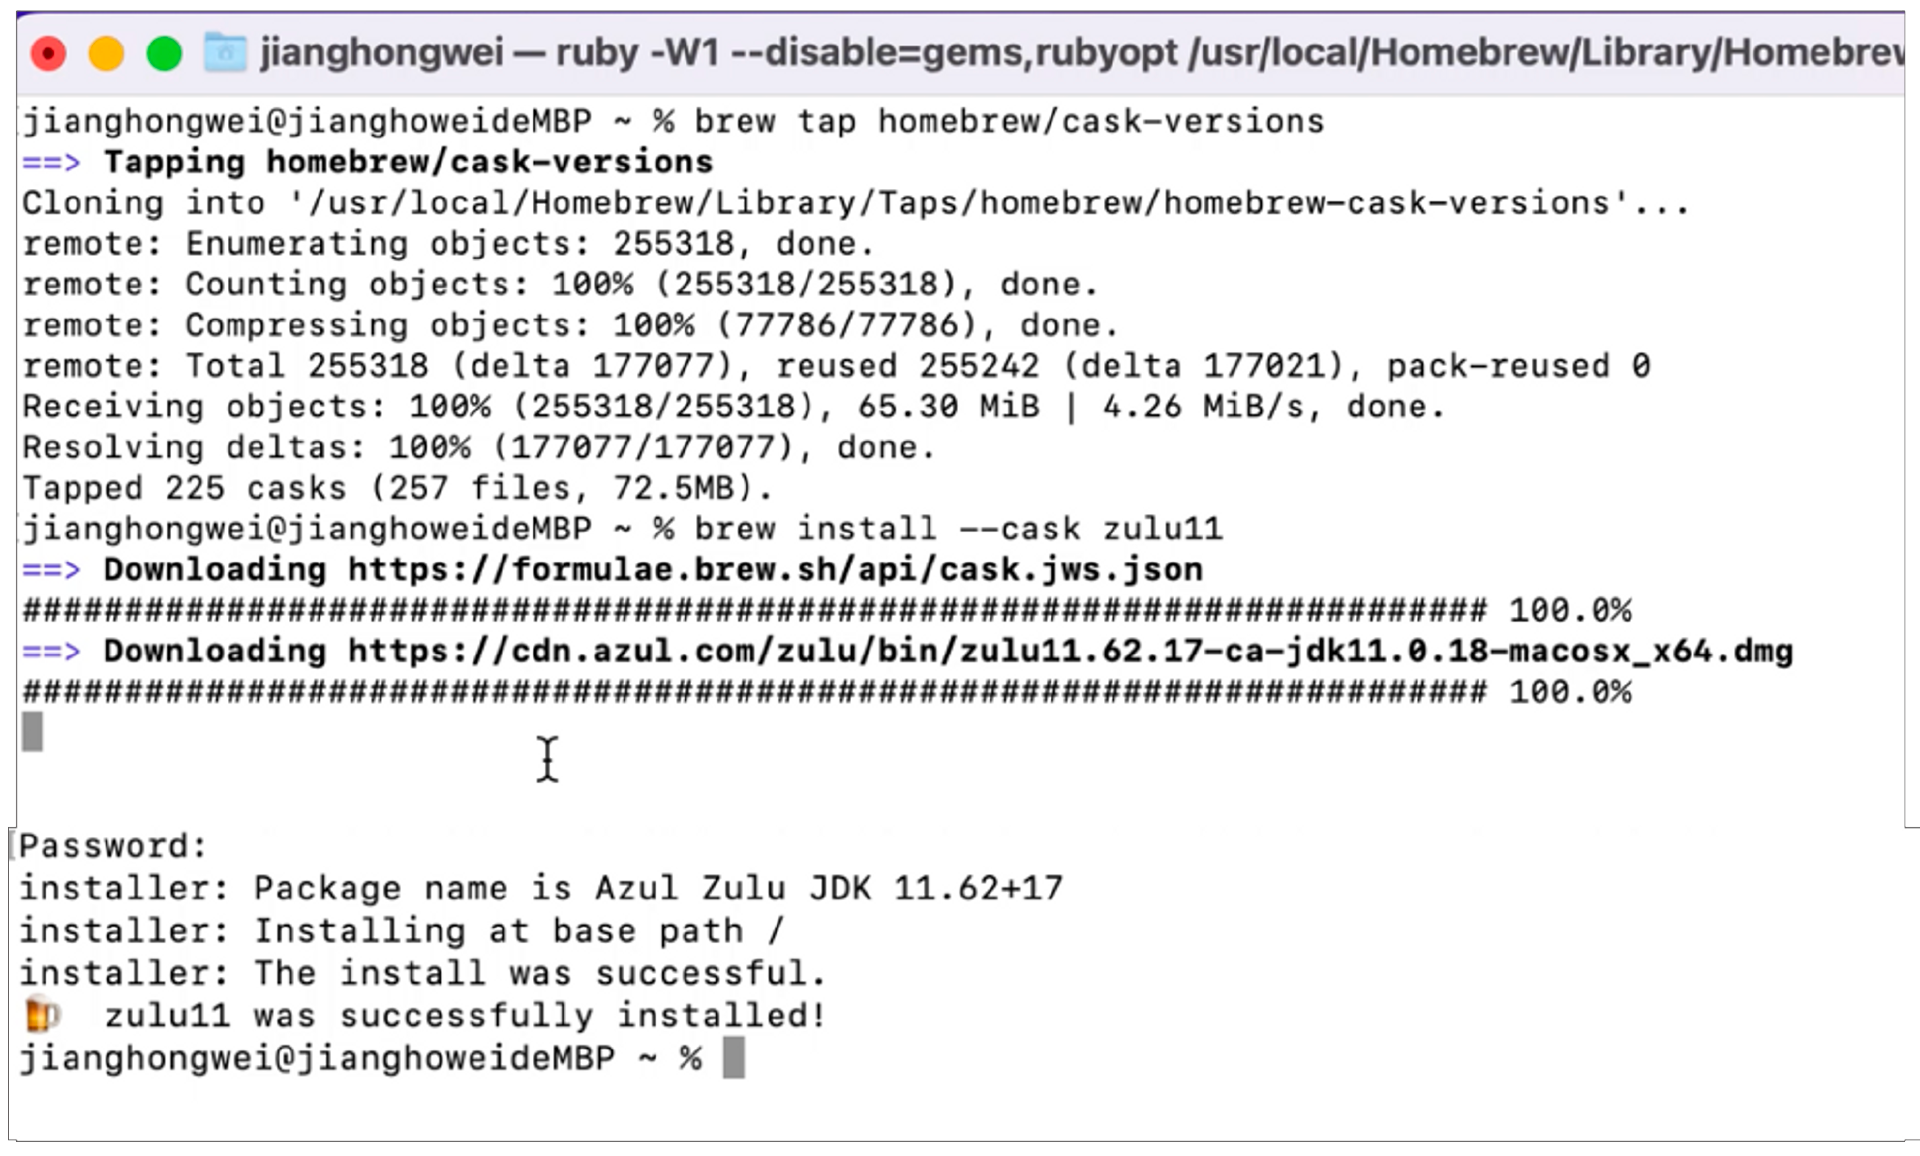 jianghongwei — ruby -W1 --disable=gems,rubyopt /usr/local/Homebrew/Library/Homebrew
jianghongwei@jianghoweideMBP ~ % brew tap homebrew/cask-versions
==> Tapping homebrew/cask-versions
Cloning into '/usr/local/Homebrew/Library/Taps/homebrew/homebrew-cask-versions'...
remote: Enumerating objects: 255318, done.
remote: Counting objects: 100% (255318/255318), done.
remote: Compressing objects: 100% (77786/77786), done.
remote: Total 255318 (delta 177077), reused 255242 (delta 177021), pack-reused 0
Receiving objects: 100% (255318/255318), 65.30 MiB | 4.26 MiB/s, done.
Resolving deltas: 100% (177077/177077), done.
Tapped 225 casks (257 files, 72.5MB).
jianghongwei@jianghoweideMBP ~ % brew install --cask zulu11
==> Downloading https://formulae.brew.sh/api/cask.jws.json
######################################################################## 100.0%
==> Downloading https://cdn.azul.com/zulu/bin/zulu11.62.17-ca-jdk11.0.18-macosx_x64.dmg
######################################################################## 100.0%
Password:
installer: Package name is Azul Zulu JDK 11.62+17
installer: Installing at base path /
installer: The install was successful.
🍺  zulu11 was successfully installed!
jianghongwei@jianghoweideMBP ~ %